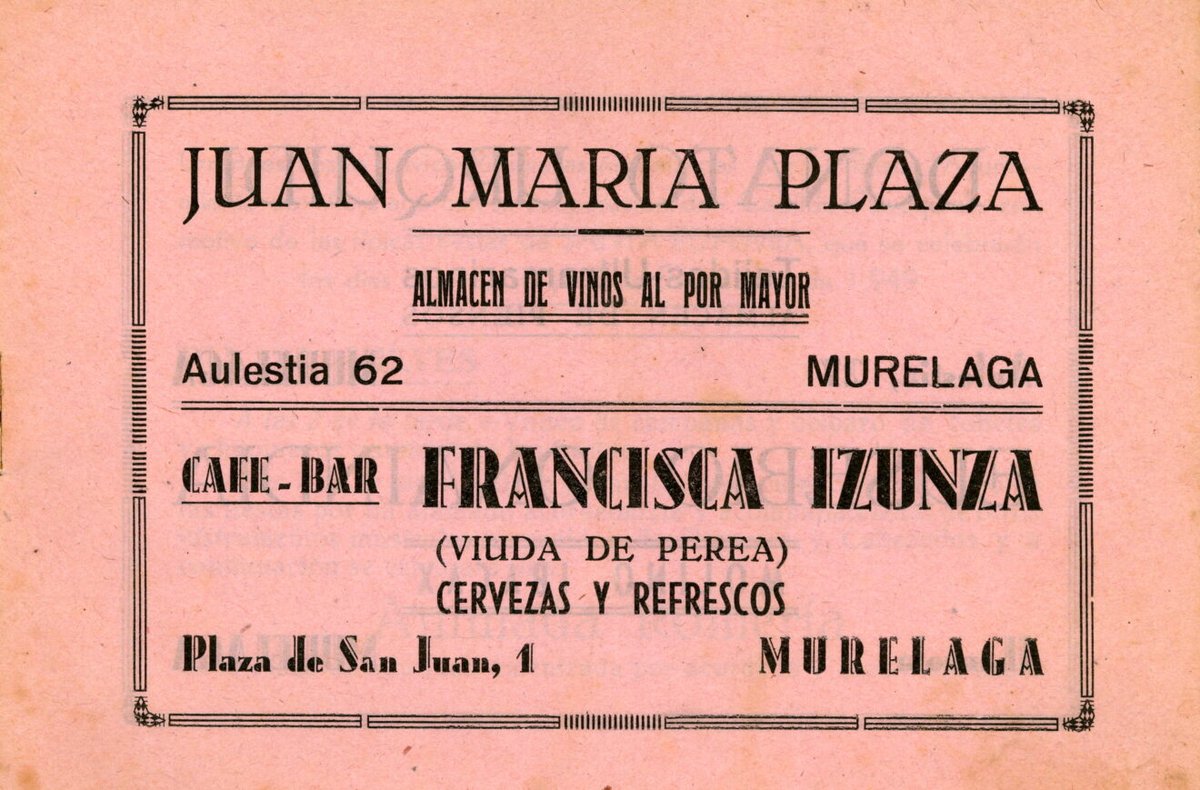 JUAN MARIA PLAZA
ALMACEN DE VINOS AL POR MAYOR
Aulestia 62 MURELAGA
CAFE-BAR FRANCISCA IZUNZA
(VIUDA DE PEREA)
CERVEZAS Y REFRESCOS
Plaza de San Juan, 1 MURELAGA